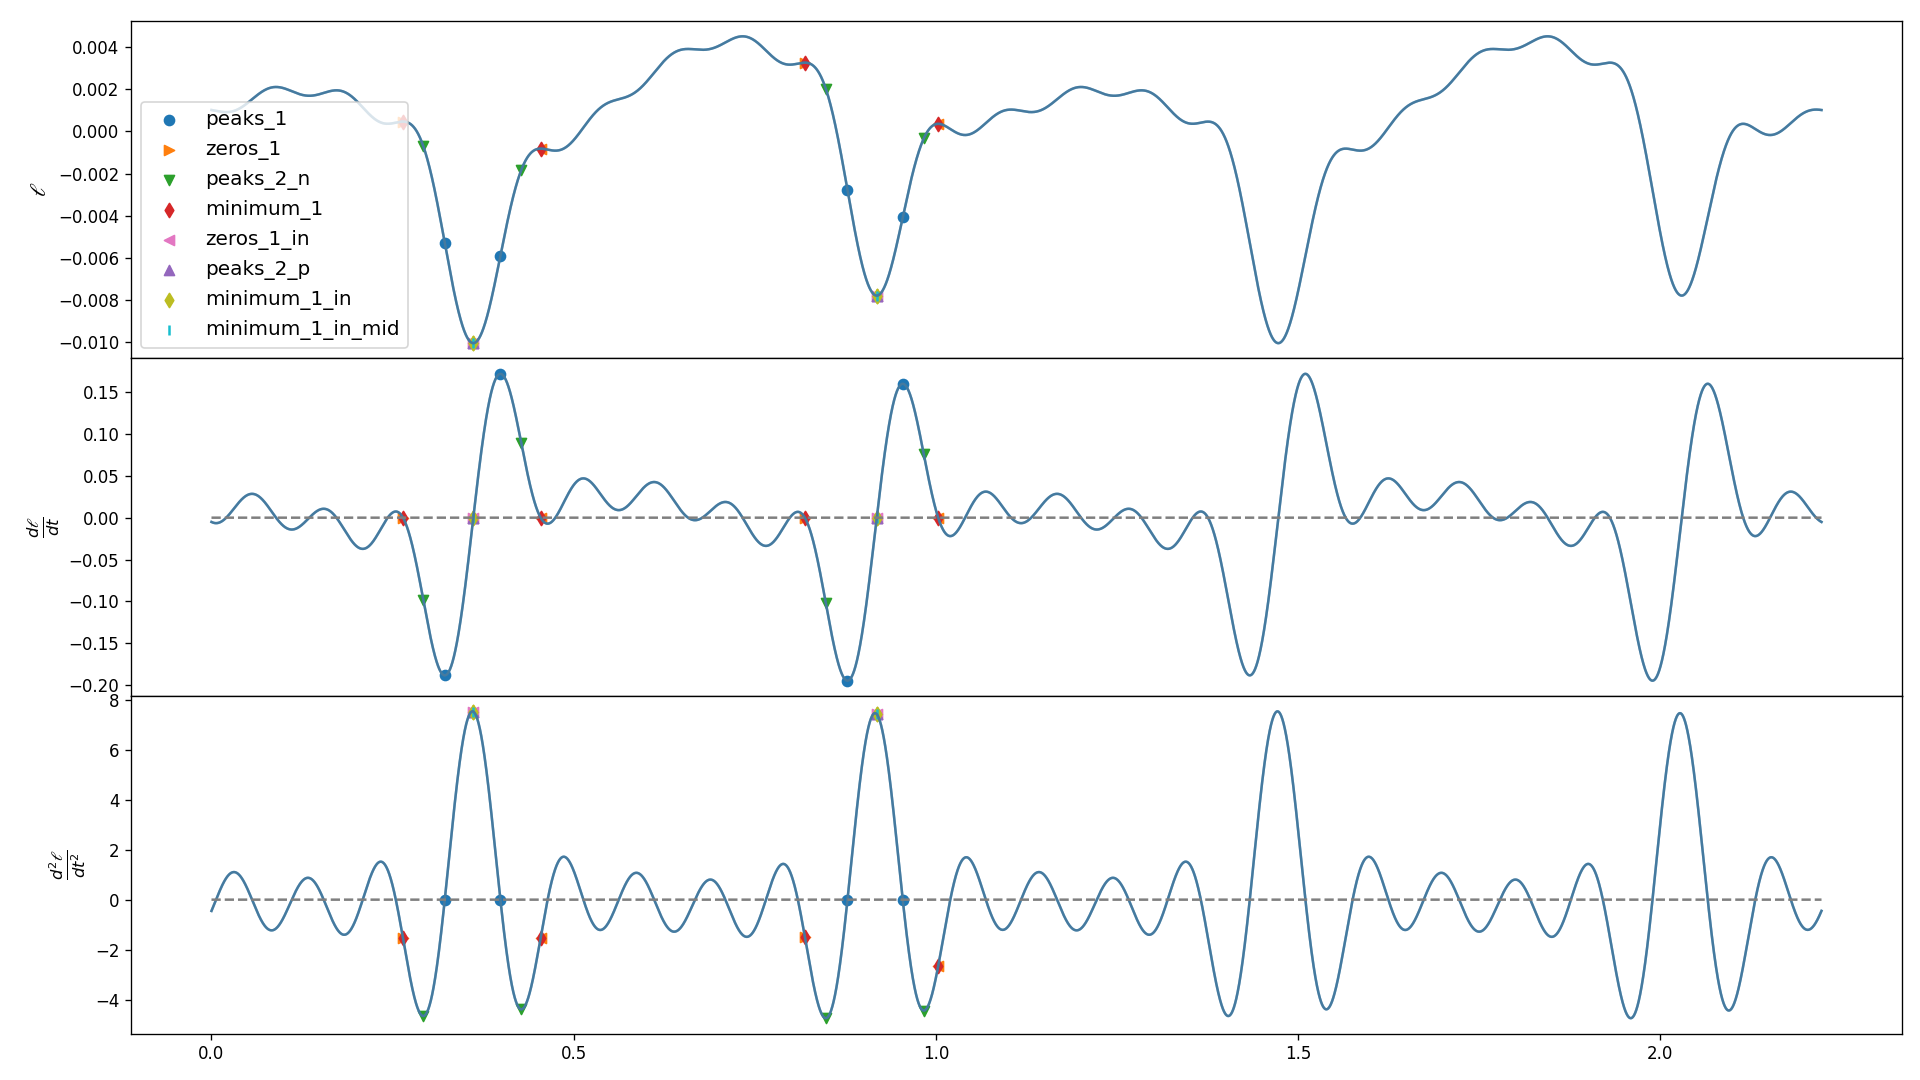 0.004
0.002
0.000
−0.002
−0.004
−0.006
−0.008
−0.010
ℓ
peaks_1
zeros_1
peaks_2_n
minimum_1
zeros_1_in
peaks_2_p
minimum_1_in
minimum_1_in_mid
0.15
0.10
0.05
0.00
−0.05
−0.10
−0.15
−0.20
dℓ
dt
8
6
4
2
0
−2
−4
d²ℓ
dt²
0.0 0.5 1.0 1.5 2.0